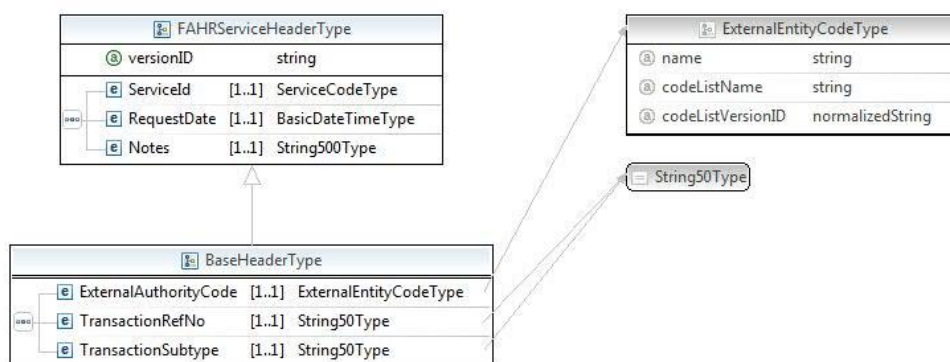 FAHRServiceHeaderType
versionID string
ServiceId [1..1] ServiceCodeType
RequestDate [1..1] BasicDateTimeType
Notes [1..1] String500Type
ExternalEntityCodeType
name string
codeListName string
codeListVersionID normalizedString
String50Type
BaseHeaderType
ExternalAuthorityCode [1..1] ExternalEntityCodeType
TransactionRefNo [1..1] String50Type
TransactionSubtype [1..1] String50Type